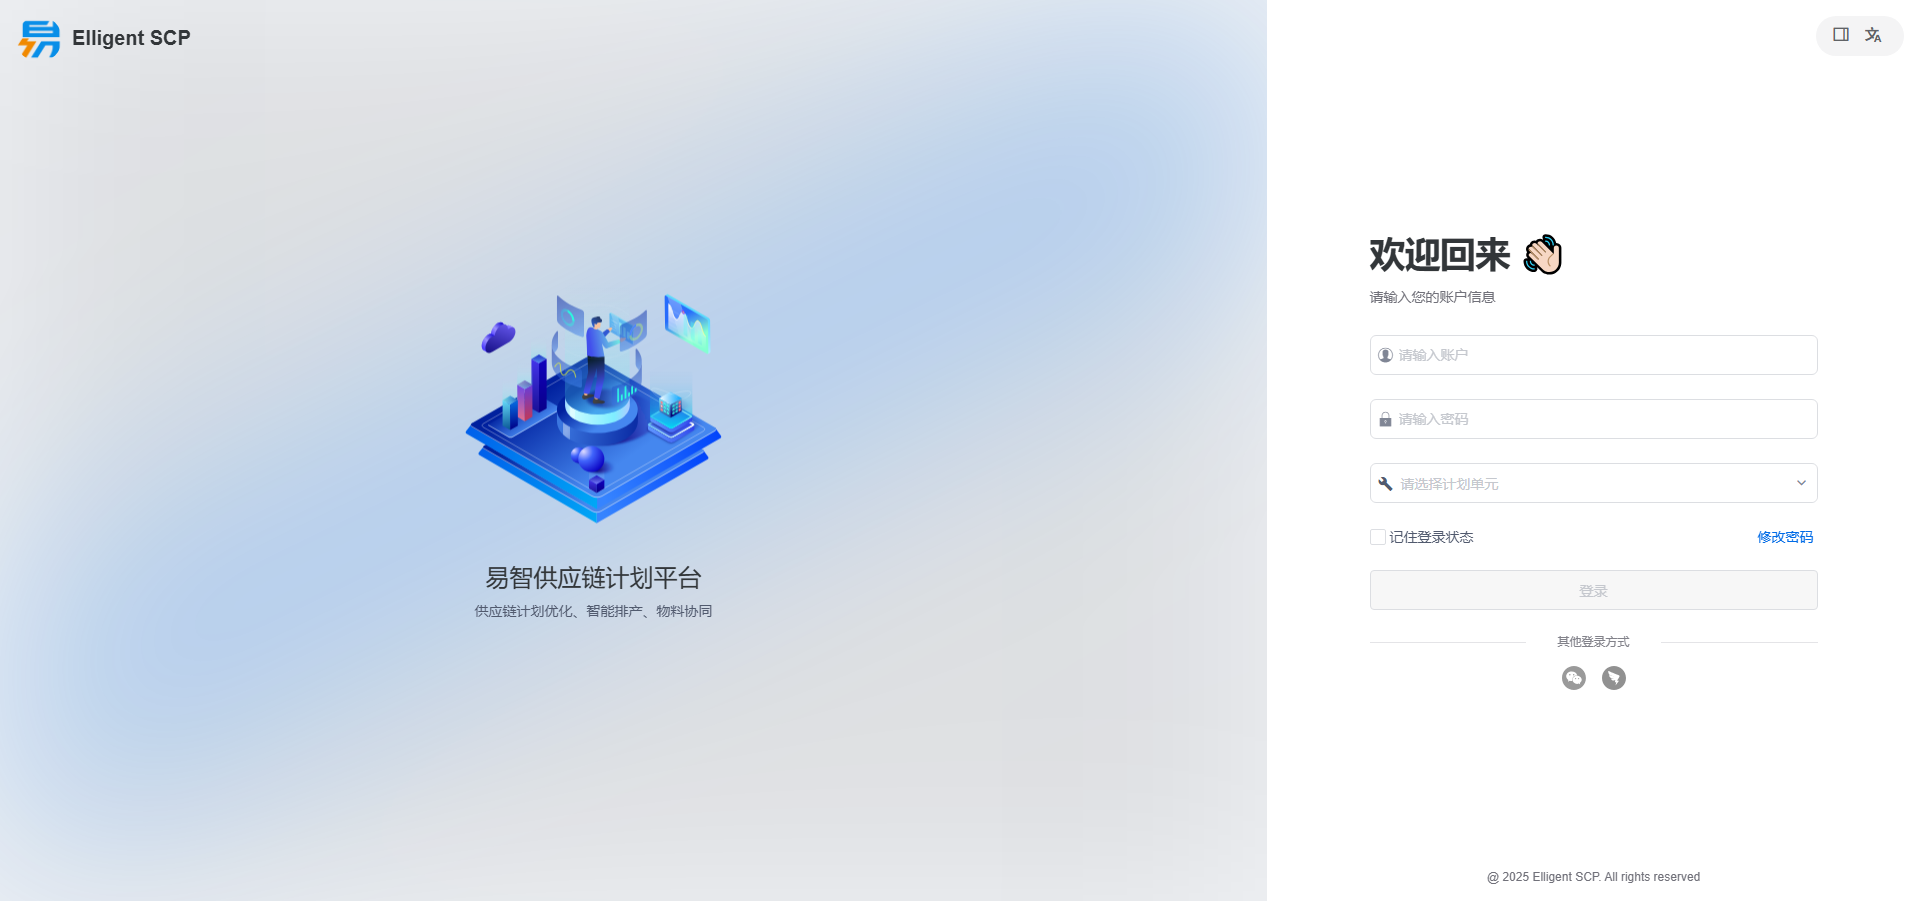 Elligent SCP
易智供应链计划平台
供应链计划优化、智能排产、物料协同
欢迎回来
请输入您的账户信息
请输入账户
请输入密码
请选择计划单元
记住登录状态
修改密码
登录
其他登录方式
@ 2025 Elligent SCP. All rights reserved